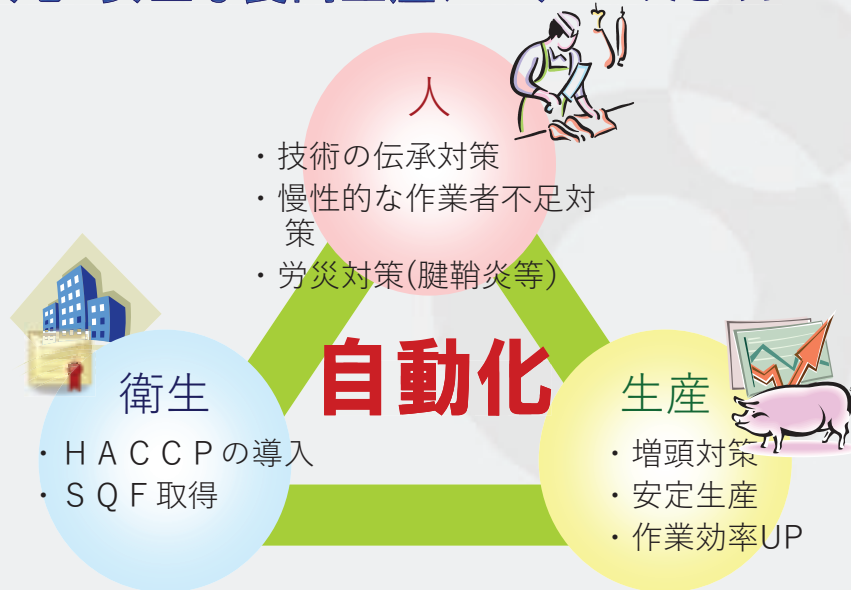 人
・技術の伝承対策
・慢性的な作業者不足対
策
・労災対策(腱鞘炎等)
自動化
衛生
・ＨＡＣＣＰの導入
・ＳＱＦ取得
生産
・増頭対策
・安定生産
・作業効率UP